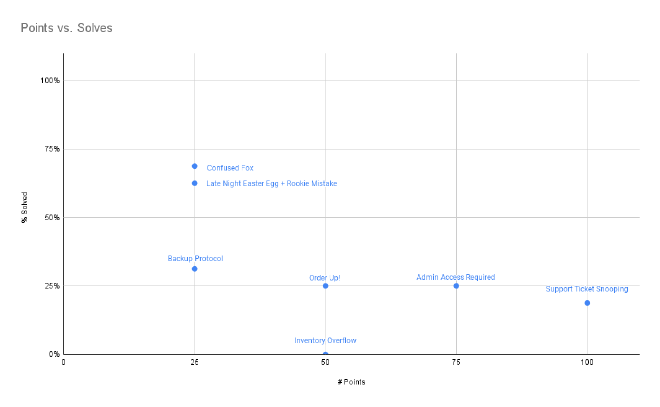 Points vs. Solves
100%
75%
50%
25%
0%
% Solved
Confused Fox
Late Night Easter Egg + Rookie Mistake
Backup Protocol
Order Up!
Admin Access Required
Support Ticket Snooping
Inventory Overflow
0
25
50
75
100
# Points